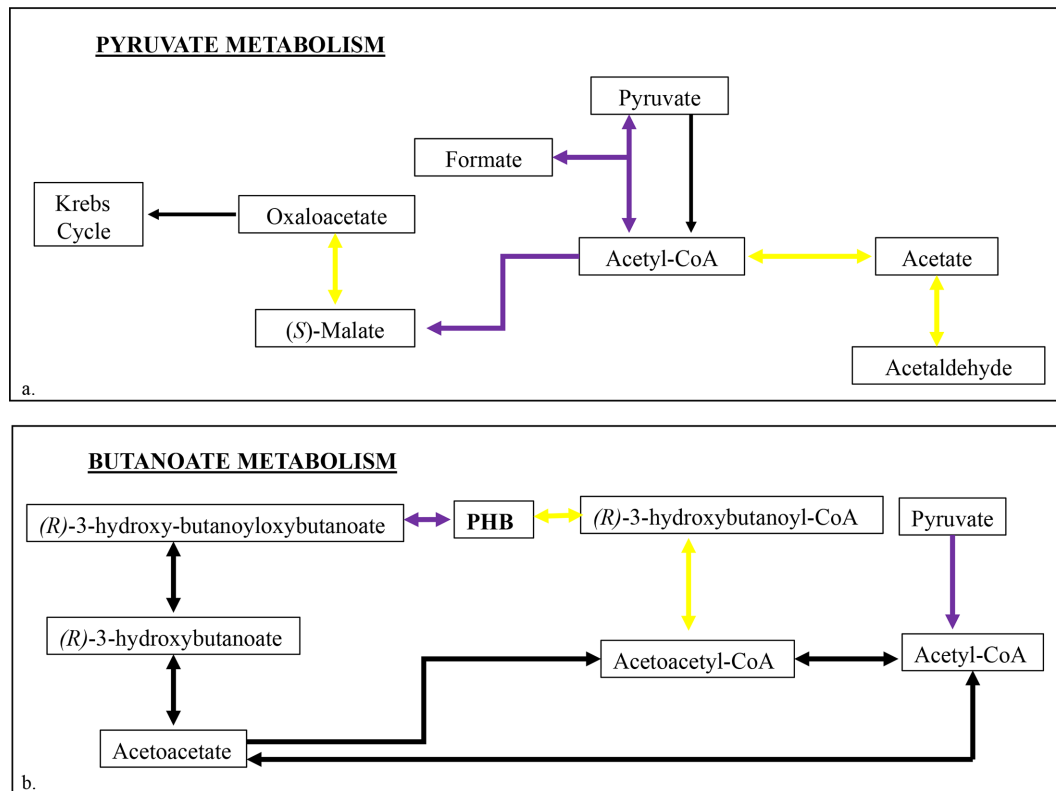 PYRUVATE METABOLISM
Pyruvate
Formate
Krebs
Cycle
Oxaloacetate
Acetyl-CoA
Acetate
(S)-Malate
Acetaldehyde
a.
BUTANOATE METABOLISM
(R)-3-hydroxy-butanoyloxybutanoate
PHB
(R)-3-hydroxybutanoyl-CoA
Pyruvate
(R)-3-hydroxybutanoate
Acetoacetyl-CoA
Acetyl-CoA
Acetoacetate
b.